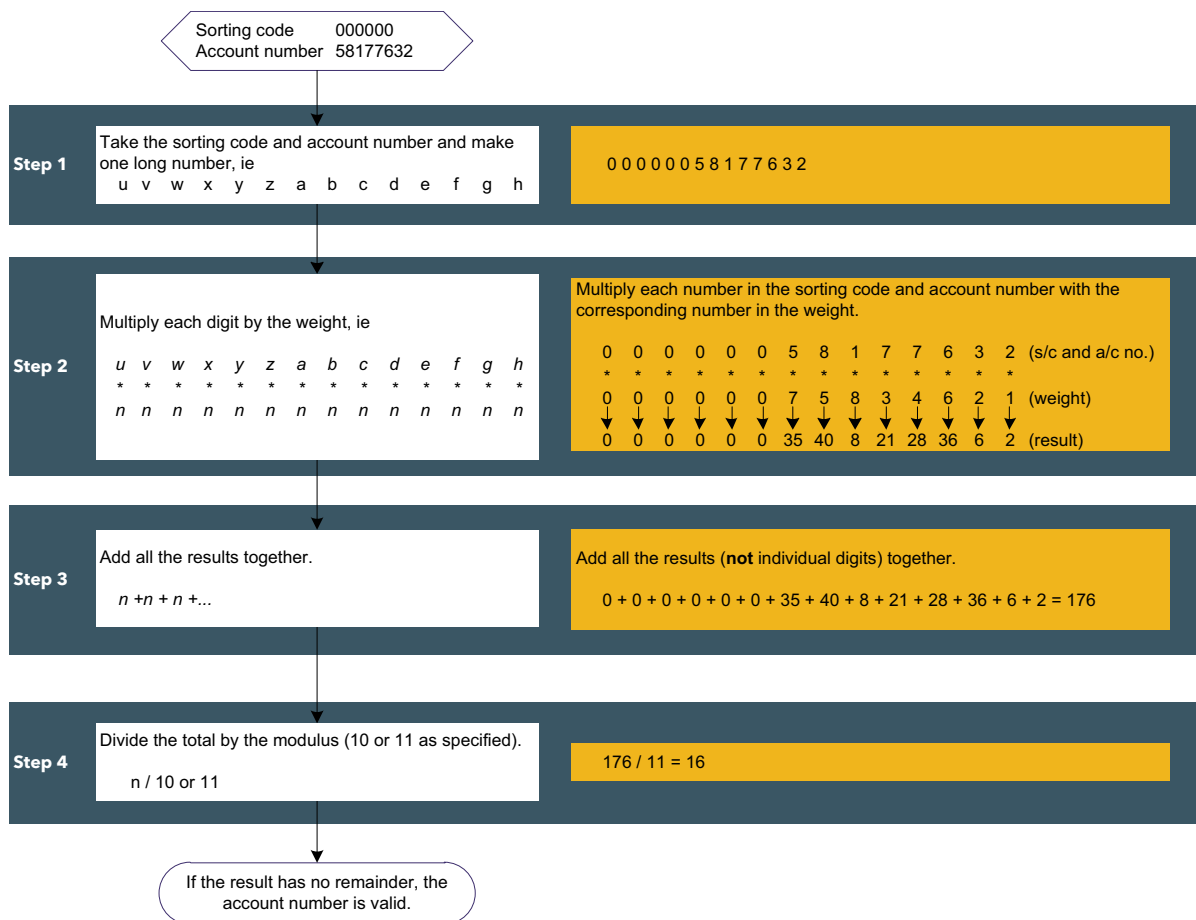 Sorting code 000000
Account number 58177632
Step 1
Take the sorting code and account number and make
one long number, ie
u v w x y z a b c d e f g h
0 0 0 0 0 0 5 8 1 7 7 6 3 2
Step 2
Multiply each digit by the weight, ie
u v w x y z a b c d e f g h
* * * * * * * * * * * * * *
n n n n n n n n n n n n n n
Multiply each number in the sorting code and account number with the
corresponding number in the weight.
0 0 0 0 0 0 5 8 1 7 7 6 3 2 (s/c and a/c no.)
* * * * * * * * * * * * * *
0 0 0 0 0 0 7 5 8 3 4 6 2 1 (weight)
0 0 0 0 0 0 35 40 8 21 28 36 6 2 (result)
Step 3
Add all the results together.
n +n + n +...
Add all the results (not individual digits) together.
0 + 0 + 0 + 0 + 0 + 0 + 35 + 40 + 8 + 21 + 28 + 36 + 6 + 2 = 176
Step 4
Divide the total by the modulus (10 or 11 as specified).
n / 10 or 11
176 / 11 = 16
If the result has no remainder, the
account number is valid.